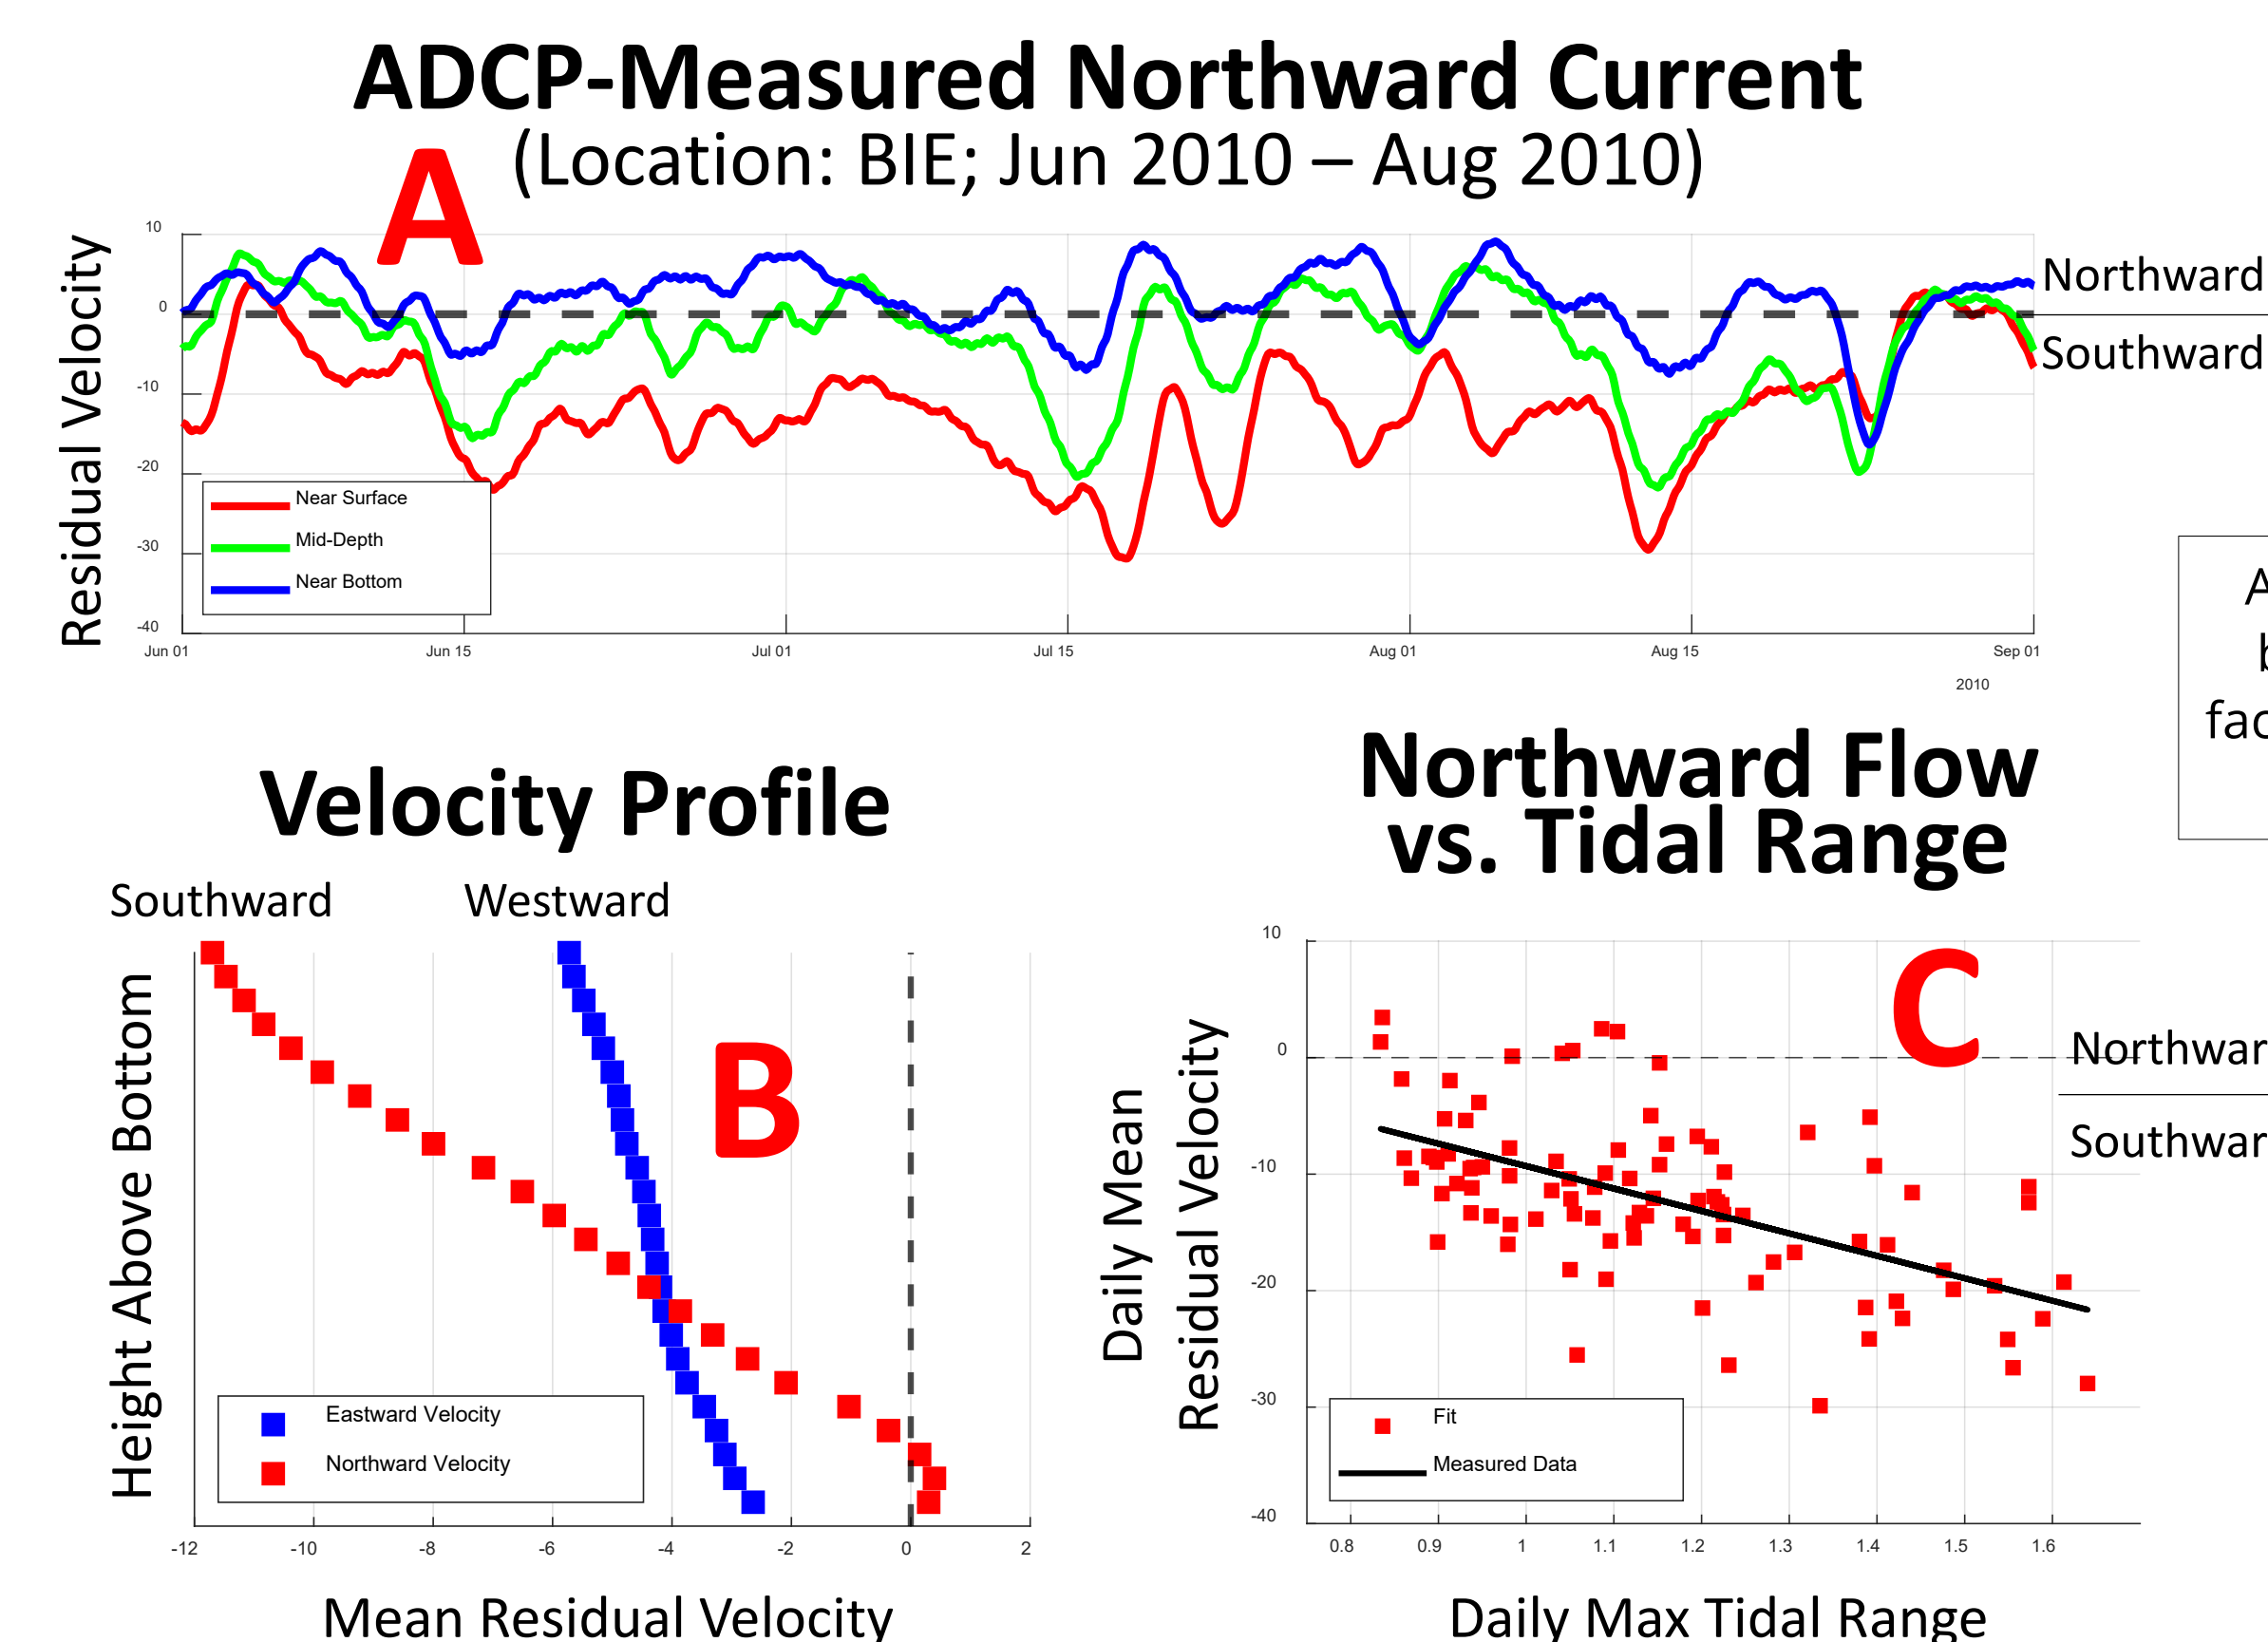 ADCP-Measured Northward Current
(Location: BIE; Jun 2010 – Aug 2010)
A
Residual Velocity
10
0
-10
-20
-30
-40
Near Surface
Mid-Depth
Near Bottom
Northward
Southward
Jun 01
Jun 15
Jul 01
Jul 15
Aug 01
Aug 15
Sep 01
2010
Velocity Profile
Southward
Westward
B
Height Above Bottom
Eastward Velocity
Northward Velocity
-12
-10
-8
-6
-4
-2
0
2
Mean Residual Velocity
Northward Flow
vs. Tidal Range
C
Daily Mean
Residual Velocity
10
0
-10
-20
-30
-40
Northwar
Southwar
Fit
Measured Data
0.8
0.9
1
1.1
1.2
1.3
1.4
1.5
1.6
Daily Max Tidal Range
A
fac